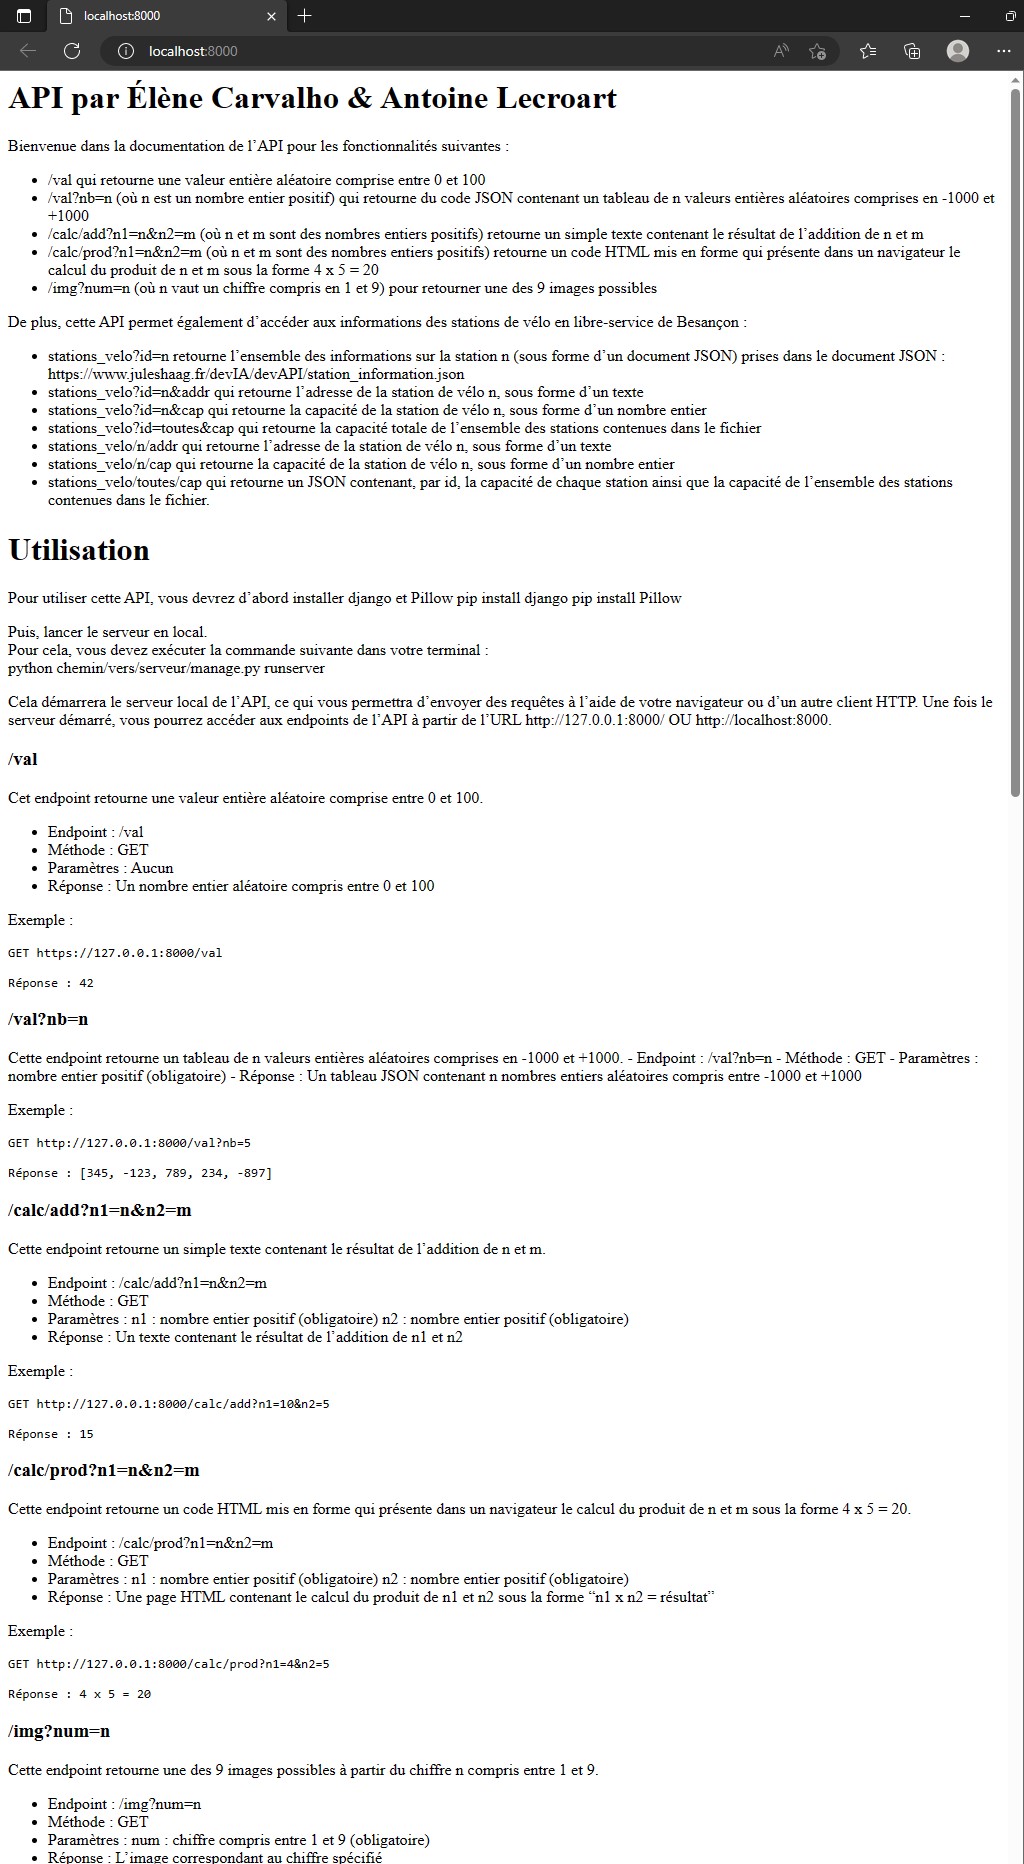 localhost:8000
localhost:8000
API par Élène Carvalho & Antoine Lecroart
Bienvenue dans la documentation de l’API pour les fonctionnalités suivantes :
• /val qui retourne une valeur entière aléatoire comprise entre 0 et 100
• /val?nb=n (où n est un nombre entier positif) qui retourne du code JSON contenant un tableau de n valeurs entières aléatoires comprises en -1000 et
+1000
• /calc/add?n1=n&n2=m (où n et m sont des nombres entiers positifs) retourne un simple texte contenant le résultat de l’addition de n et m
• /calc/prod?n1=n&n2=m (où n et m sont des nombres entiers positifs) retourne un code HTML mis en forme qui présente dans un navigateur le
calcul du produit de n et m sous la forme 4 x 5 = 20
• /img?num=n (où n vaut un chiffre compris en 1 et 9) pour retourner une des 9 images possibles
De plus, cette API permet également d’accéder aux informations des stations de vélo en libre-service de Besançon :
• stations_velo?id=n retourne l’ensemble des informations sur la station n (sous forme d’un document JSON) prises dans le document JSON :
https://www.juleshaag.fr/devIA/devAPI/station_information.json
• stations_velo?id=n&addr qui retourne l’adresse de la station de vélo n, sous forme d’un texte
• stations_velo?id=n&cap qui retourne la capacité de la station de vélo n, sous forme d’un nombre entier
• stations_velo?id=toutes&cap qui retourne la capacité totale de l’ensemble des stations contenues dans le fichier
• stations_velo/n/addr qui retourne l’adresse de la station de vélo n, sous forme d’un texte
• stations_velo/n/cap qui retourne la capacité de la station de vélo n, sous forme d’un nombre entier
• stations_velo/toutes/cap qui retourne un JSON contenant, par id, la capacité de chaque station ainsi que la capacité de l’ensemble des stations
contenues dans le fichier.
Utilisation
Pour utiliser cette API, vous devrez d’abord installer django et Pillow pip install django pip install Pillow
Puis, lancer le serveur en local.
Pour cela, vous devez exécuter la commande suivante dans votre terminal :
python chemin/vers/serveur/manage.py runserver
Cela démarrera le serveur local de l’API, ce qui vous permettra d’envoyer des requêtes à l’aide de votre navigateur ou d’un autre client HTTP. Une fois le
serveur démarré, vous pourrez accéder aux endpoints de l’API à partir de l’URL http://127.0.0.1:8000/ OU http://localhost:8000.
/val
Cet endpoint retourne une valeur entière aléatoire comprise entre 0 et 100.
• Endpoint : /val
• Méthode : GET
• Paramètres : Aucun
• Réponse : Un nombre entier aléatoire compris entre 0 et 100
Exemple :
GET https://127.0.0.1:8000/val
Réponse : 42
/val?nb=n
Cette endpoint retourne un tableau de n valeurs entières aléatoires comprises en -1000 et +1000. - Endpoint : /val?nb=n - Méthode : GET - Paramètres :
nombre entier positif (obligatoire) - Réponse : Un tableau JSON contenant n nombres entiers aléatoires compris entre -1000 et +1000
Exemple :
GET http://127.0.0.1:8000/val?nb=5
Réponse : [345, -123, 789, 234, -897]
/calc/add?n1=n&n2=m
Cette endpoint retourne un simple texte contenant le résultat de l’addition de n et m.
• Endpoint : /calc/add?n1=n&n2=m
• Méthode : GET
• Paramètres : n1 : nombre entier positif (obligatoire) n2 : nombre entier positif (obligatoire)
• Réponse : Un texte contenant le résultat de l’addition de n1 et n2
Exemple :
GET http://127.0.0.1:8000/calc/add?n1=10&n2=5
Réponse : 15
/calc/prod?n1=n&n2=m
Cette endpoint retourne un code HTML mis en forme qui présente dans un navigateur le calcul du produit de n et m sous la forme 4 x 5 = 20.
• Endpoint : /calc/prod?n1=n&n2=m
• Méthode : GET
• Paramètres : n1 : nombre entier positif (obligatoire) n2 : nombre entier positif (obligatoire)
• Réponse : Une page HTML contenant le calcul du produit de n1 et n2 sous la forme “n1 x n2 = résultat”
Exemple :
GET http://127.0.0.1:8000/calc/prod?n1=4&n2=5
Réponse : 4 x 5 = 20
/img?num=n
Cette endpoint retourne une des 9 images possibles à partir du chiffre n compris entre 1 et 9.
• Endpoint : /img?num=n
• Méthode : GET
• Paramètres : num : chiffre compris entre 1 et 9 (obligatoire)
• Réponse : L’image correspondant au chiffre spécifié